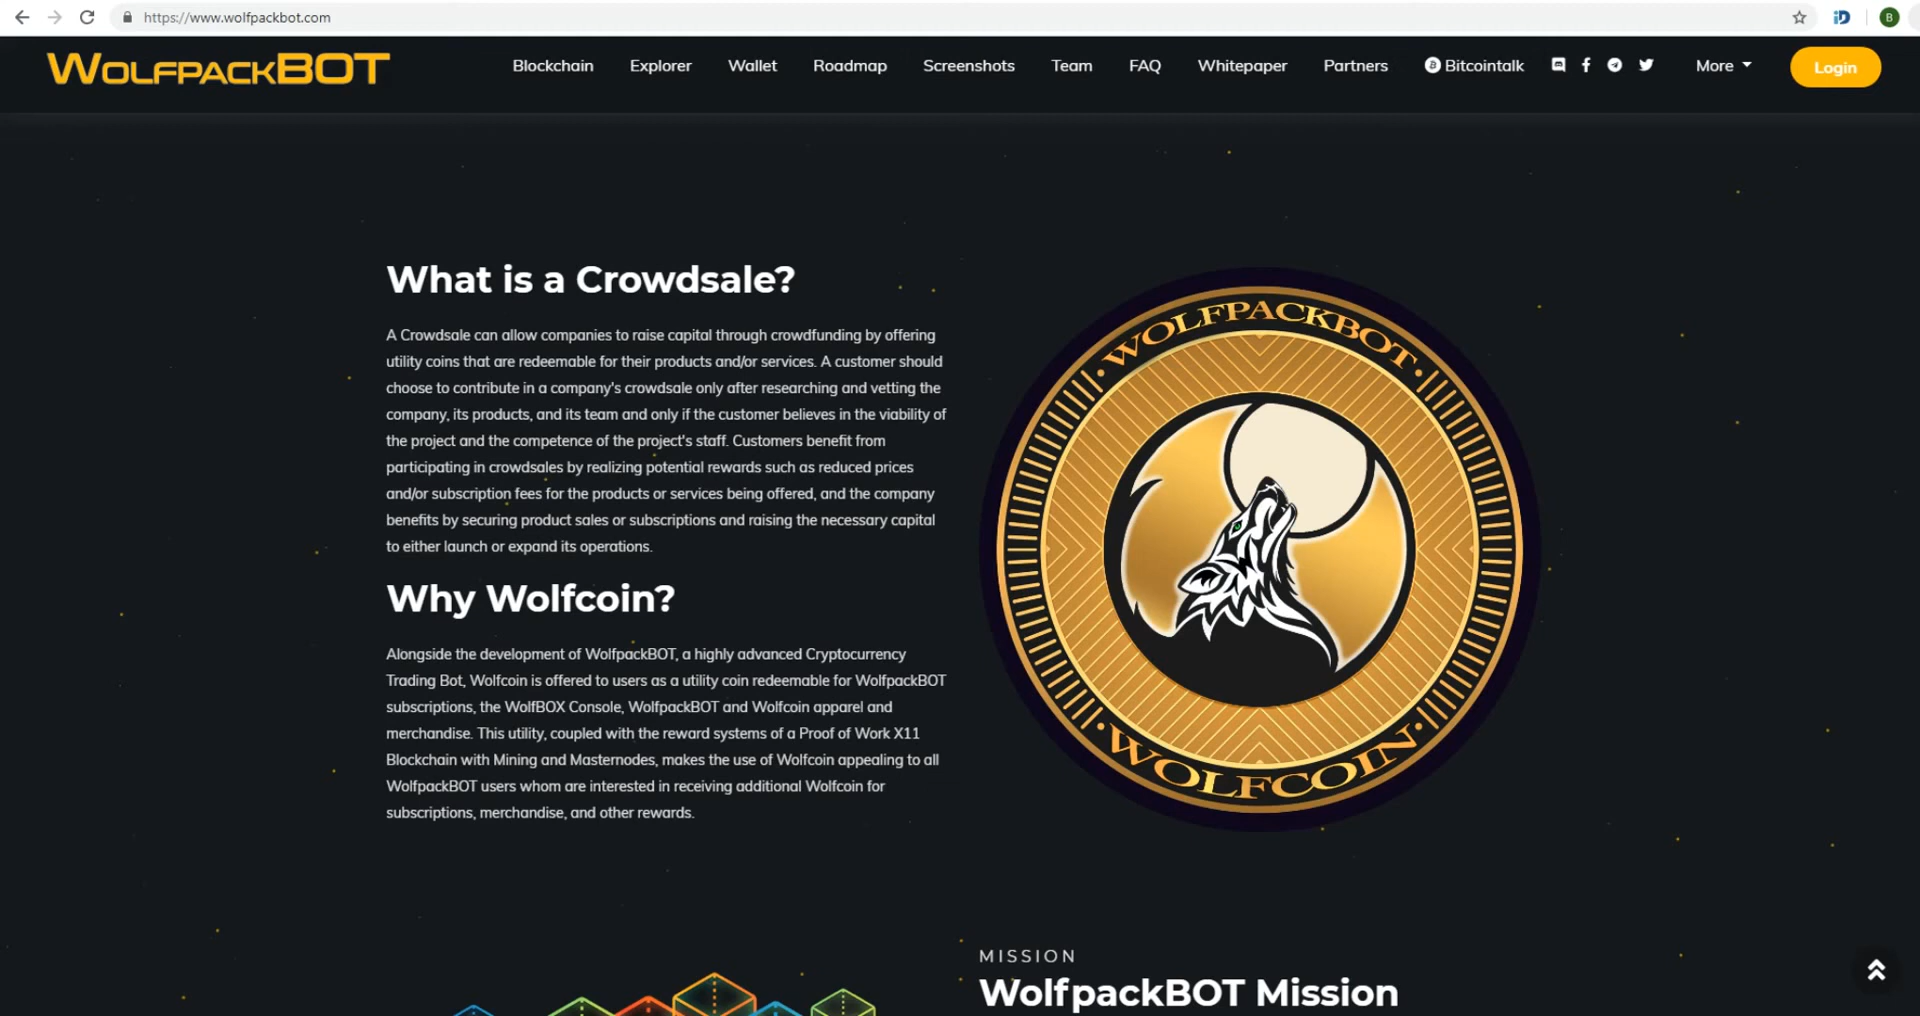 https://www.wolfpackbot.com
B
WOLFPACKBOT
Blockchain
Explorer
Wallet
Roadmap
Screenshots
Team
FAQ
Whitepaper
Partners
Bitcointalk
More
Login
What is a Crowdsale?
A Crowdsale can allow companies to raise capital through crowdfunding by offering
utility coins that are redeemable for their products and/or services. A customer should
choose to contribute in a company's crowdsale only after researching and vetting the
company, its products, and its team and only if the customer believes in the viability of
the project and the competence of the project's staff. Customers benefit from
participating in crowdsales by realizing potential rewards such as reduced prices
and/or subscription fees for the products or services being offered, and the company
benefits by securing product sales or subscriptions and raising the necessary capital
to either launch or expand its operations.
Why Wolfcoin?
Alongside the development of WolfpackBOT, a highly advanced Cryptocurrency
Trading Bot, Wolfcoin is offered to users as a utility coin redeemable for WolfpackBOT
subscriptions, the WolfBOX Console, WolfpackBOT and Wolfcoin apparel and
merchandise. This utility, coupled with the reward systems of a Proof of Work X11
Blockchain with Mining and Masternodes, makes the use of Wolfcoin appealing to all
WolfpackBOT users whom are interested in receiving additional Wolfcoin for
subscriptions, merchandise, and other rewards.
WOLFPACKBOT
WOLFCOIN
MISSION
WolfpackBOT Mission